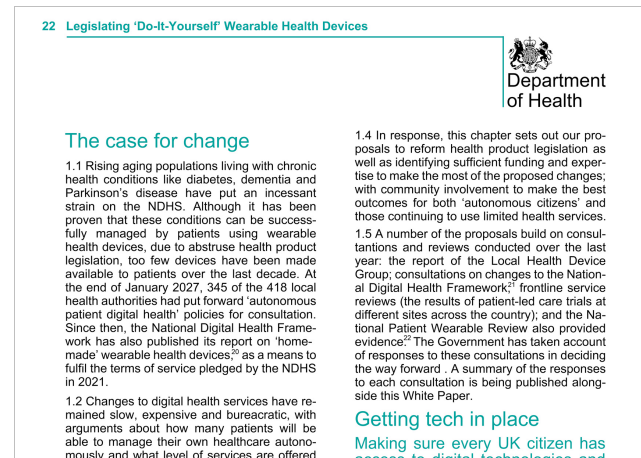 22 Legislating ‘Do-It-Yourself’ Wearable Health Devices
Department
of Health
The case for change
1.1 Rising aging populations living with chronic
health conditions like diabetes, dementia and
Parkinson’s disease have put an incessant
strain on the NDHS. Although it has been
proven that these conditions can be success-
fully managed by patients using wearable
health devices, due to abstruse health product
legislation, too few devices have been made
available to patients over the last decade. At
the end of January 2027, 345 of the 418 local
health authorities had put forward ‘autonomous
patient digital health’ policies for consultation.
Since then, the National Digital Health Frame-
work has also published its report on ‘home-
made’ wearable health devices,20 as a means to
fulfil the terms of service pledged by the NDHS
in 2021.
1.2 Changes to digital health services have re-
mained slow, expensive and bureacratic, with
arguments about how many patients will be
able to manage their own healthcare autono-
mously and what level of services are offered
1.4 In response, this chapter sets out our pro-
posals to reform health product legislation as
well as identifying sufficient funding and exper-
tise to make the most of the proposed changes;
with community involvement to make the best
outcomes for both ‘autonomous citizens’ and
those continuing to use limited health services.
1.5 A number of the proposals build on consul-
tantions and reviews conducted over the last
year: the report of the Local Health Device
Group; consultations on changes to the Nation-
al Digital Health Framework;21 frontline service
reviews (the results of patient-led care trials at
different sites across the country); and the Na-
tional Patient Wearable Review also provided
evidence22 The Government has taken account
of responses to these consultations in deciding
the way forward . A summary of the responses
to each consultation is being published along-
side this White Paper.
Getting tech in place
Making sure every UK citizen has
access to digital technologies and